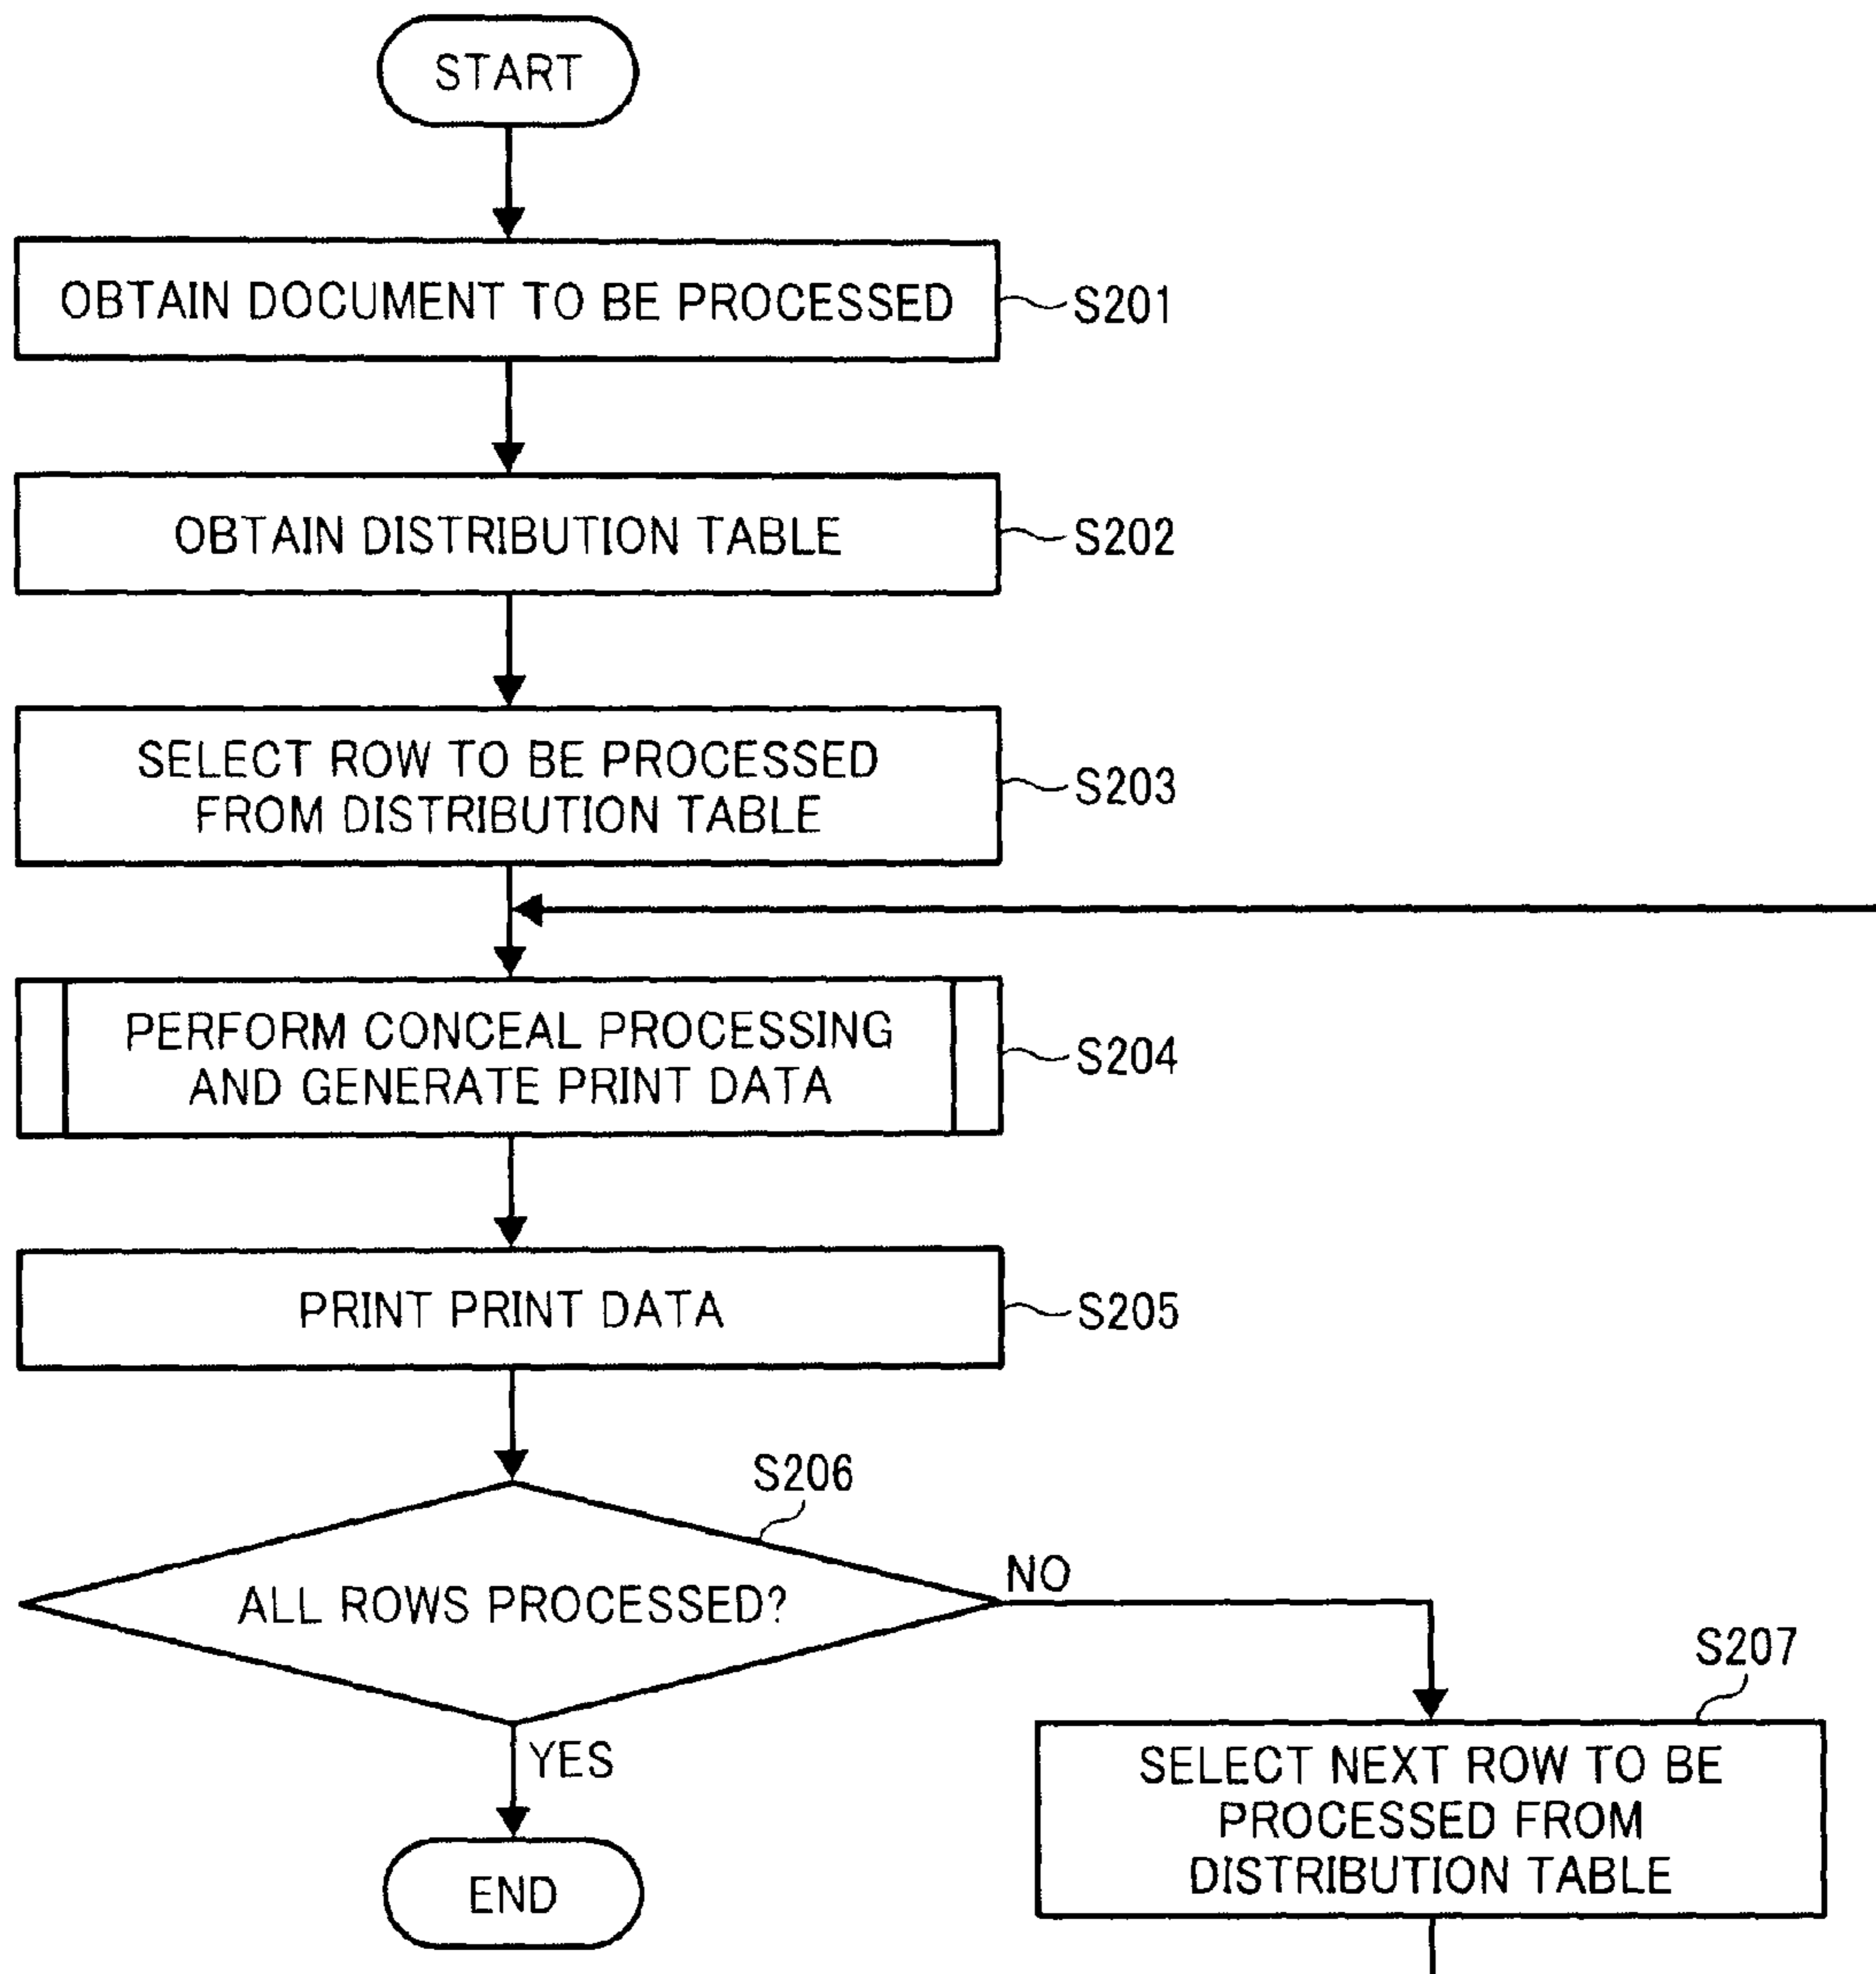 START
OBTAIN DOCUMENT TO BE PROCESSED
S201
OBTAIN DISTRIBUTION TABLE
S202
SELECT ROW TO BE PROCESSED
FROM DISTRIBUTION TABLE
S203
PERFORM CONCEAL PROCESSING
AND GENERATE PRINT DATA
S204
PRINT PRINT DATA
S205
S206
ALL ROWS PROCESSED?
NO
YES
S207
SELECT NEXT ROW TO BE
PROCESSED FROM
DISTRIBUTION TABLE
END